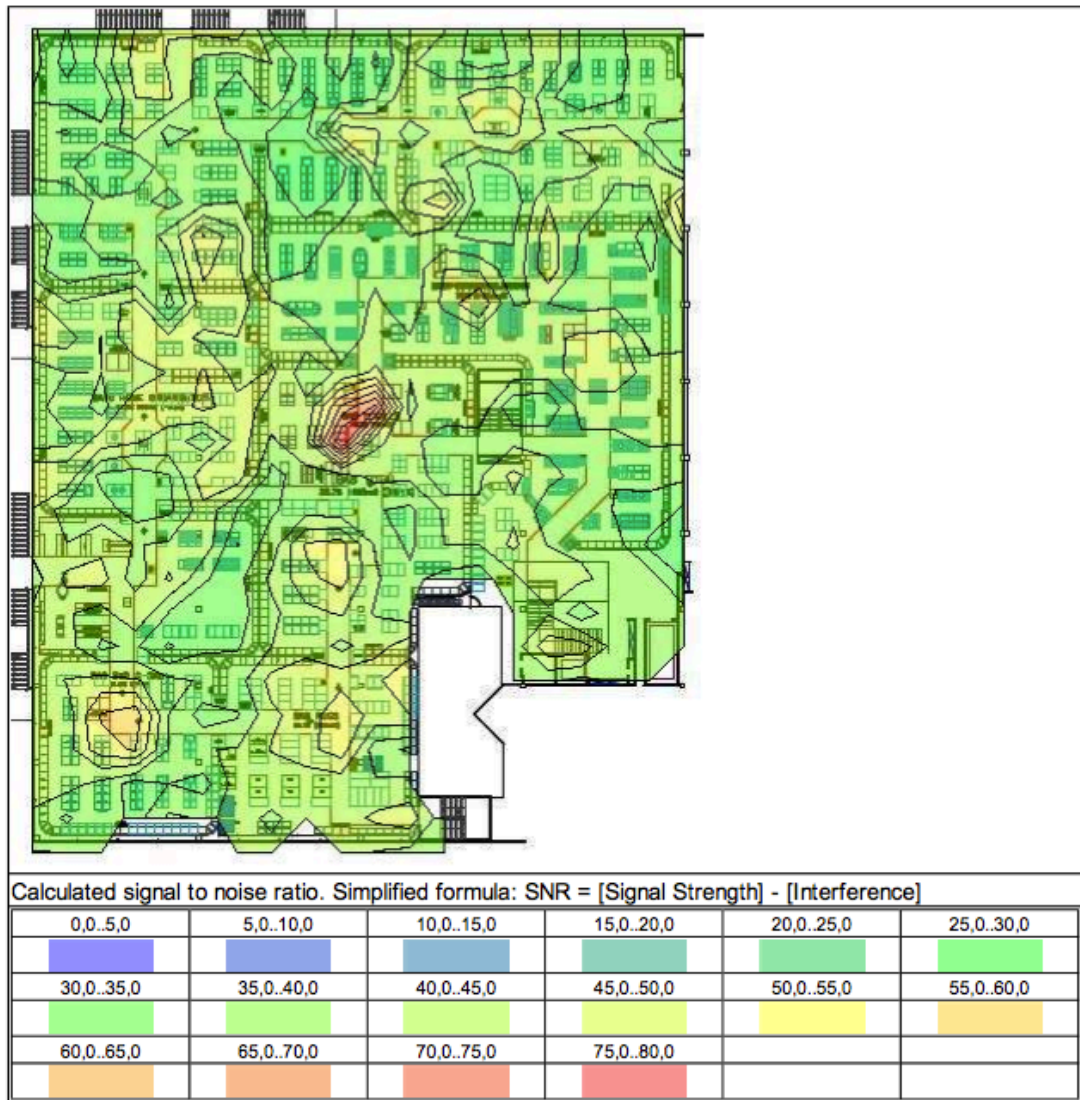 Calculated signal to noise ratio. Simplified formula: SNR = [Signal Strength] - [Interference]
0,0..5,0 5,0..10,0 10,0..15,0 15,0..20,0 20,0..25,0 25,0..30,0
30,0..35,0 35,0..40,0 40,0..45,0 45,0..50,0 50,0..55,0 55,0..60,0
60,0..65,0 65,0..70,0 70,0..75,0 75,0..80,0